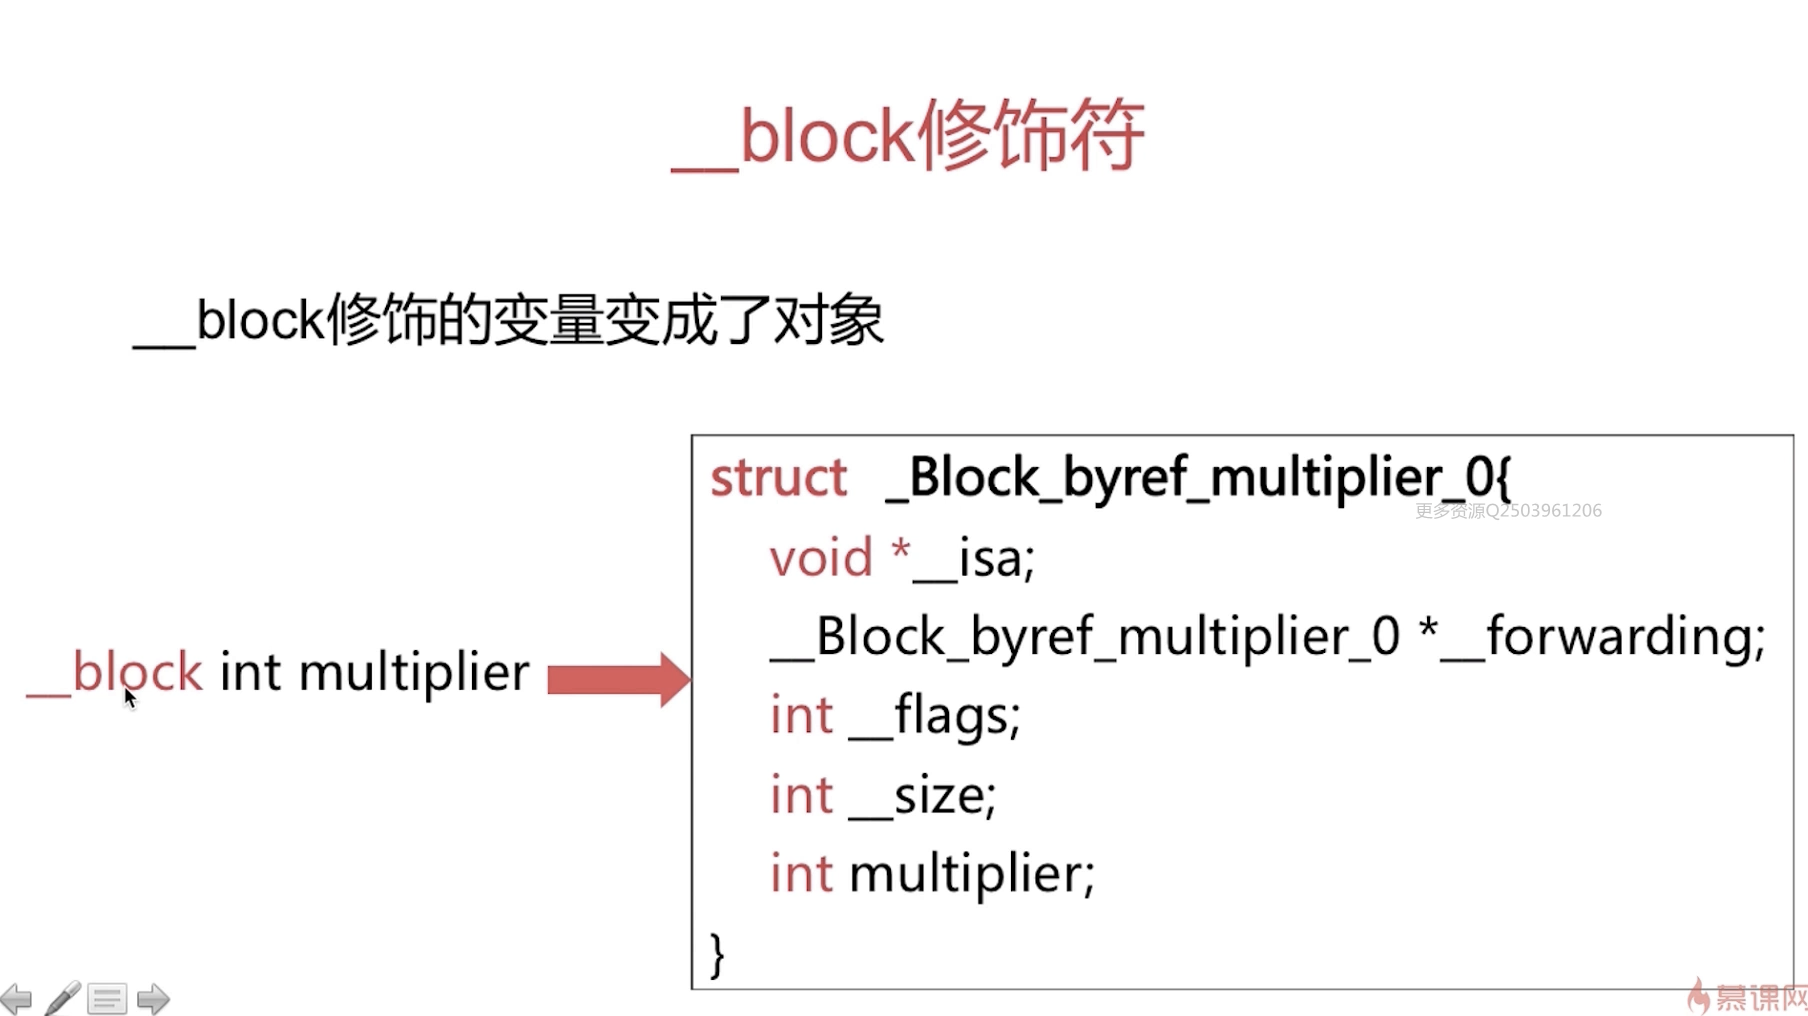 __block修饰符
__block修饰的变量变成了对象
struct _Block_byref_multiplier_0{
更多资源Q2503961206
void *__isa;
__Block_byref_multiplier_0 *__forwarding;
__block int multiplier
int __flags;
int __size;
int multiplier;
}
慕课网